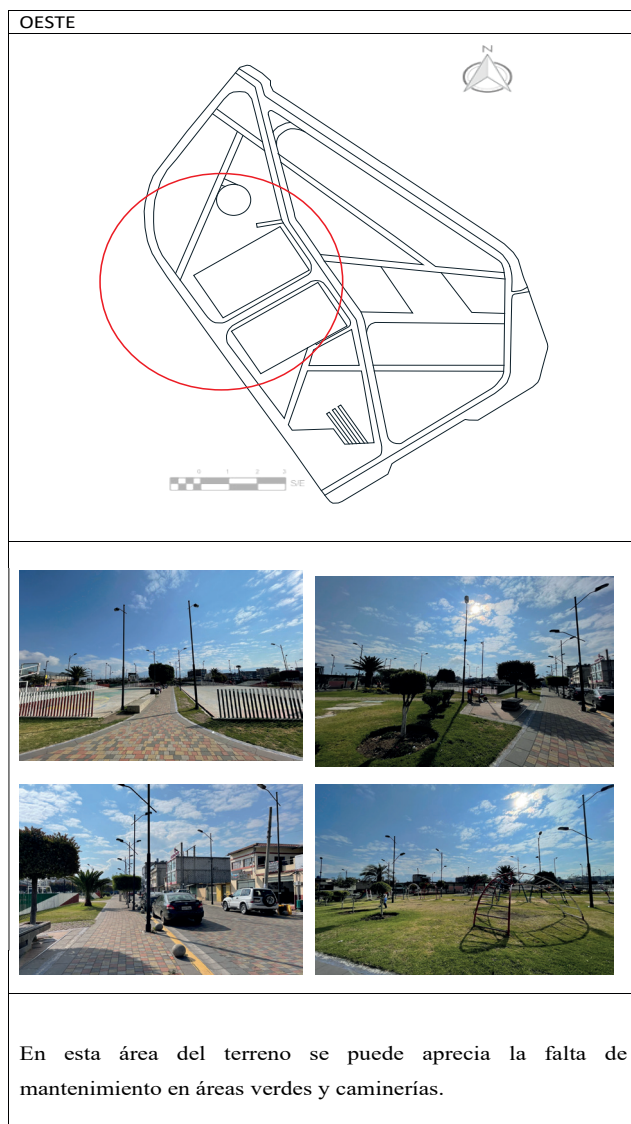 OESTE
N
0 1 2 3
S/E
En esta área del terreno se puede aprecia la falta de
mantenimiento en áreas verdes y caminerías.